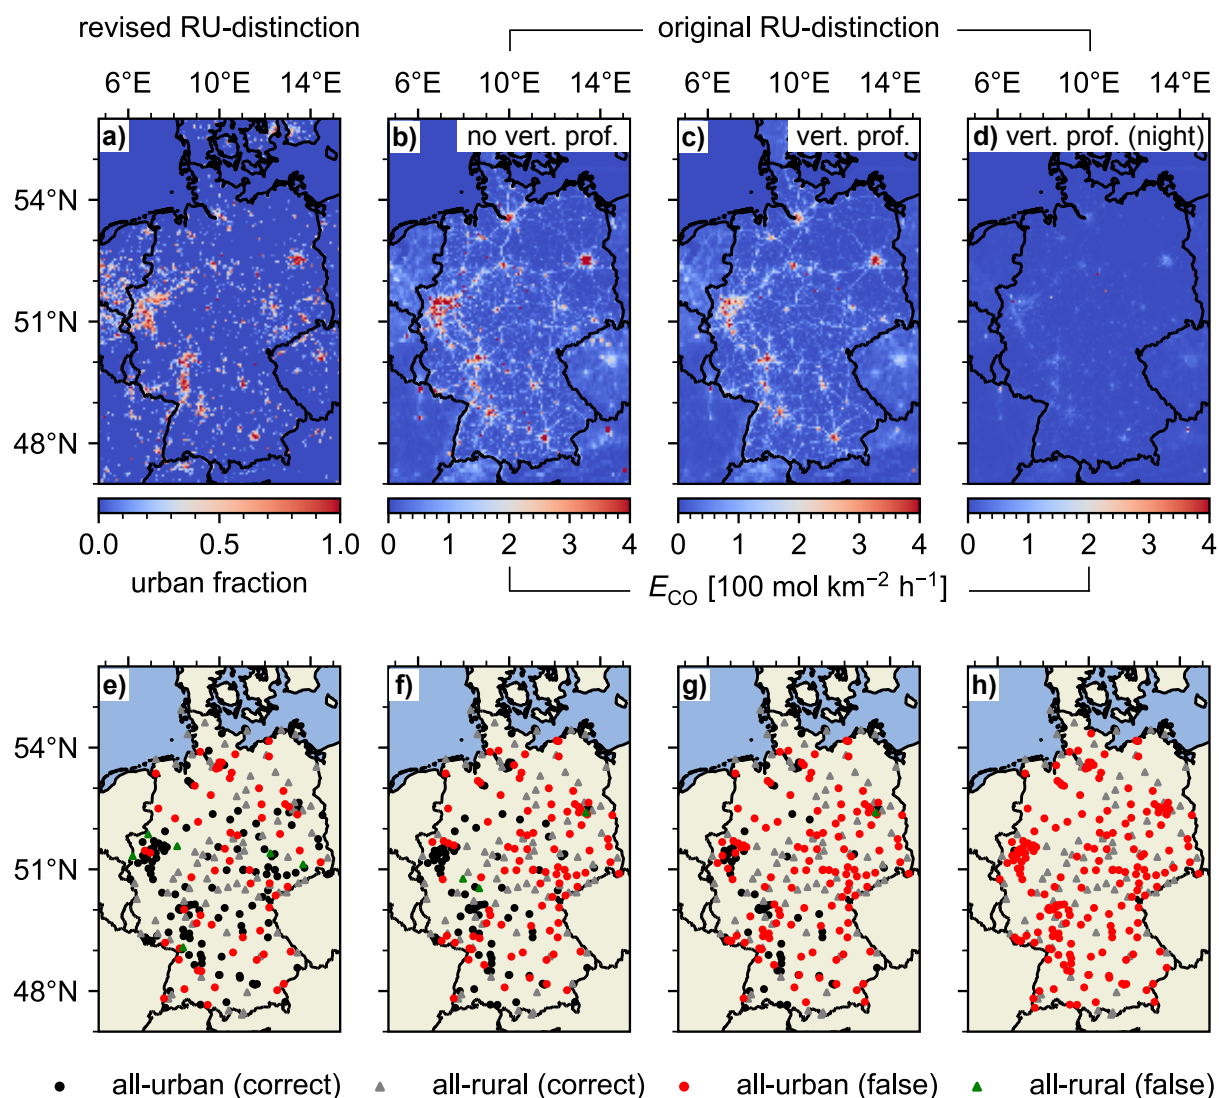 revised RU-distinction original RU-distinction
6°E 10°E 14°E 6°E 10°E 14°E 6°E 10°E 14°E 6°E 10°E 14°E
a) b) no vert. prof. c) vert. prof. d) vert. prof. (night)
54°N
51°N
48°N
0.0 0.5 1.0 0 1 2 3 4 0 1 2 3 4 0 1 2 3 4
urban fraction E_CO [100 mol km⁻² h⁻¹]
e) f) g) h)
54°N
51°N
48°N
all-urban (correct) all-rural (correct) all-urban (false) all-rural (false)